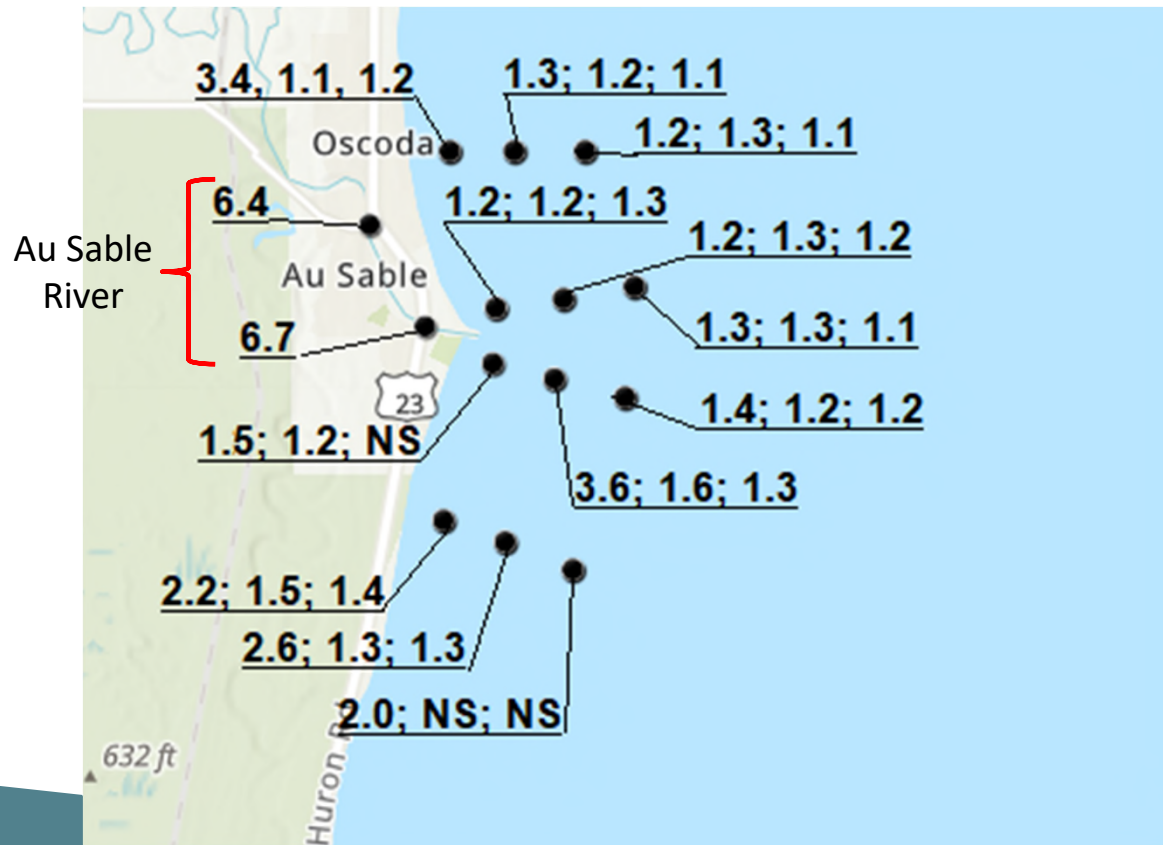 3.4, 1.1, 1.2
1.3; 1.2; 1.1
Oscoda
1.2; 1.3; 1.1
6.4
1.2; 1.2; 1.3
1.2; 1.3; 1.2
Au Sable
River
Au Sable
6.7
1.3; 1.3; 1.1
23
1.4; 1.2; 1.2
1.5; 1.2; NS
3.6; 1.6; 1.3
2.2; 1.5; 1.4
2.6; 1.3; 1.3
2.0; NS; NS
632 ft
Huron